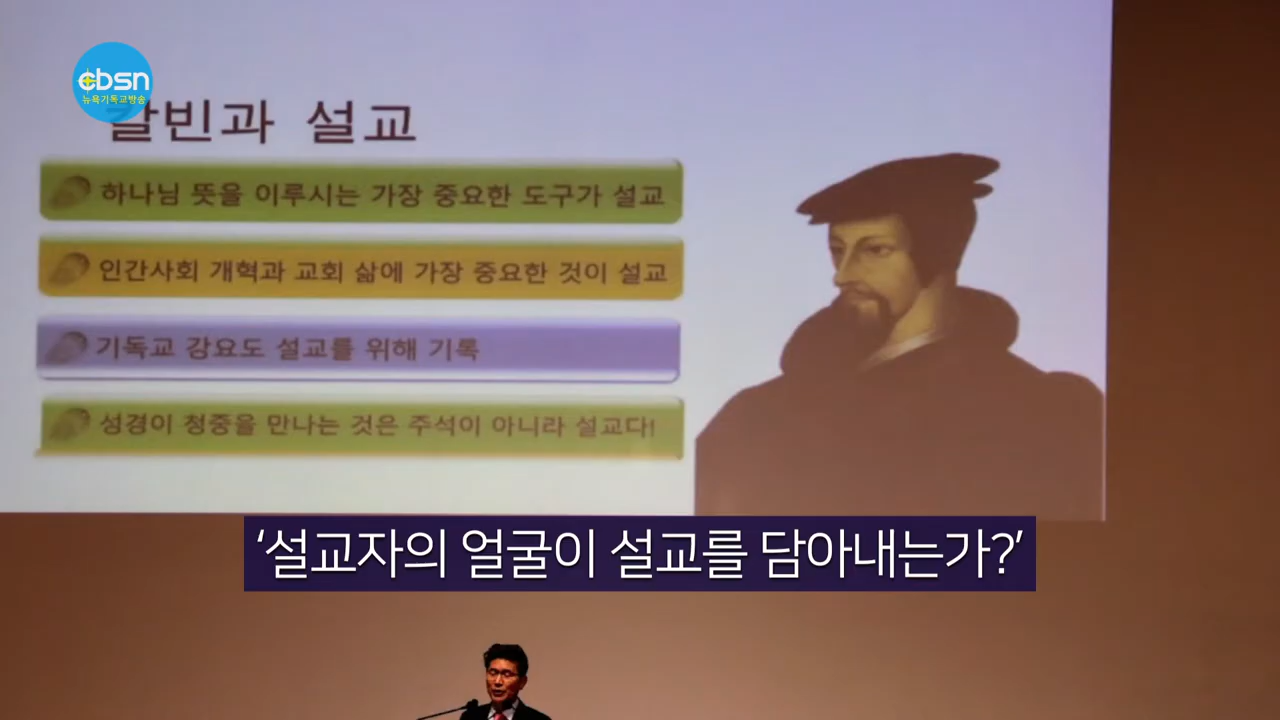 cbsn
뉴욕기독교방송
칼빈과 설교
하나님 뜻을 이루시는 가장 중요한 도구가 설교
인간사회 개혁과 교회 삶에 가장 중요한 것이 설교
기독교 강요도 설교를 위해 기록
성경이 청중을 만나는 것은 주석이 아니라 설교다!
‘설교자의 얼굴이 설교를 담아내는가?’